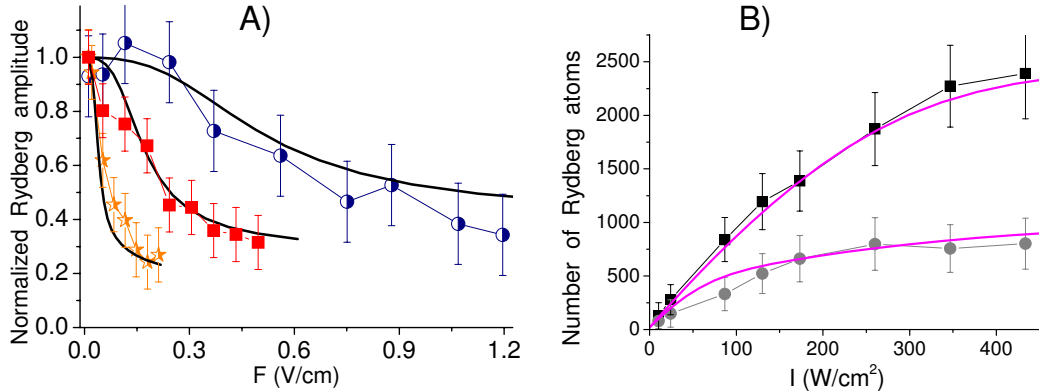 A)
Normalized Rydberg amplitude
1.0
0.8
0.6
0.4
0.2
0.0
0.0 0.3 0.6 0.9 1.2
F (V/cm)
B)
Number of Rydberg atoms
2500
2000
1500
1000
500
0
0 100 200 300 400
I (W/cm²)